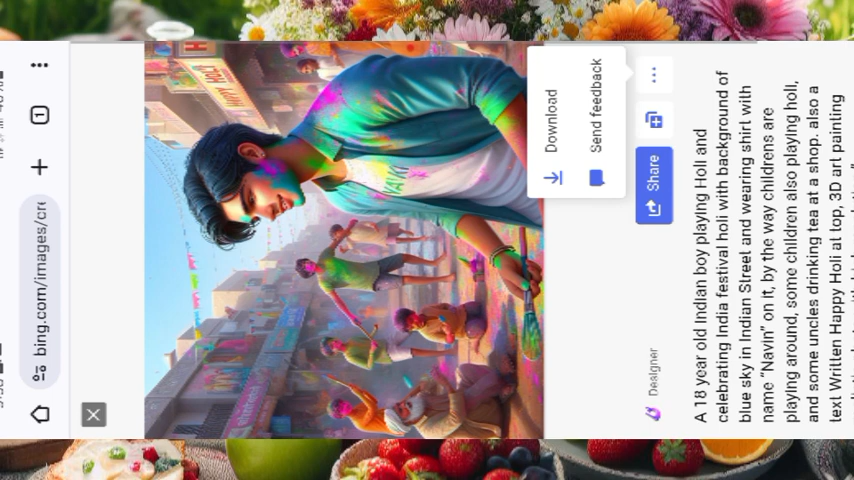 bing.com/images/cr
1
HAPPY HOLI
Download
Send feedback
Share
Designer
A 18 year old Indian boy playing Holi and
celebrating India festival holi with background of
blue sky in Indian Street and wearing shirt with
name "Navin" on it, by the way childrens are
playing around, some children also playing holi,
and some uncles drinking tea at a shop. also a
text Written Happy Holi at top, 3D art painting